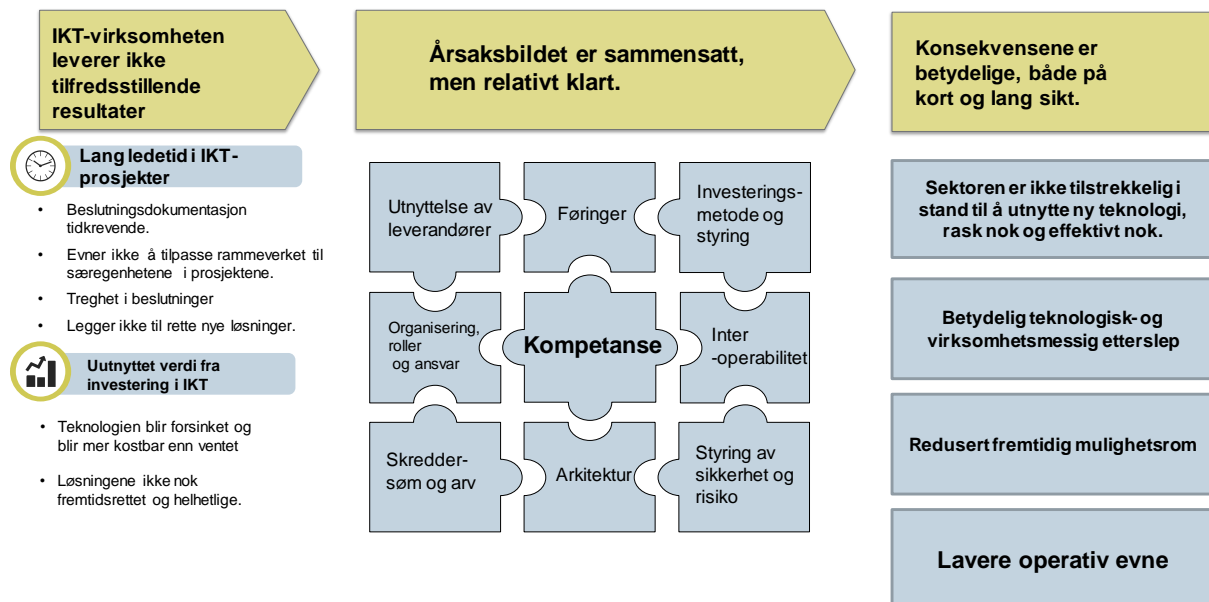 IKT-virksomheten
leverer ikke
tilfredsstillende
resultater
Lang ledetid i IKT-
prosjekter
• Beslutningsdokumentasjon
tidkrevende.
• Evner ikke å tilpasse rammeverket til
særegenhetene i prosjektene.
• Treghet i beslutninger
• Legger ikke til rette nye løsninger.
Uutnyttet verdi fra
investering i IKT
• Teknologien blir forsinket og
blir mer kostbar enn ventet
• Løsningene ikke nok
fremtidsrettet og helhetlige.
Årsaksbildet er sammensatt,
men relativt klart.
Utnyttelse av
leverandører
Føringer
Investerings-
metode og
styring
Organisering,
roller
og ansvar
Kompetanse
Inter
-operabilitet
Skredder-
søm og arv
Arkitektur
Styring av
sikkerhet og
risiko
Konsekvensene er
betydelige, både på
kort og lang sikt.
Sektoren er ikke tilstrekkelig i
stand til å utnytte ny teknologi,
rask nok og effektivt nok.
Betydelig teknologisk- og
virksomhetsmessig etterslep
Redusert fremtidig mulighetsrom
Lavere operativ evne